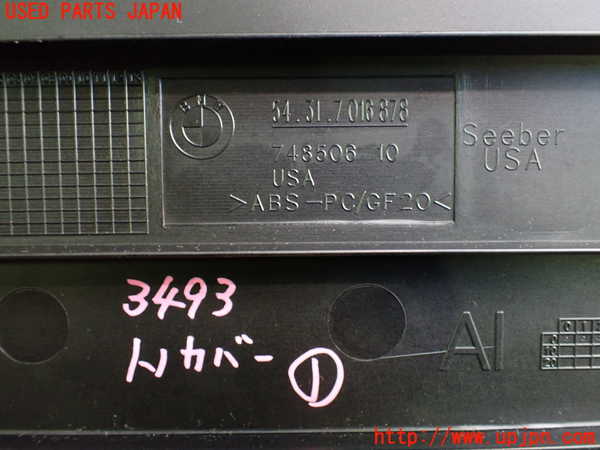 USED PARTS JAPAN
BMW
54.31.7 016 878
748506 10
USA
>ABS-PC/GF20<
Seeber
USA
3493
トノカバー ①
AI
http://www.upjpn.com